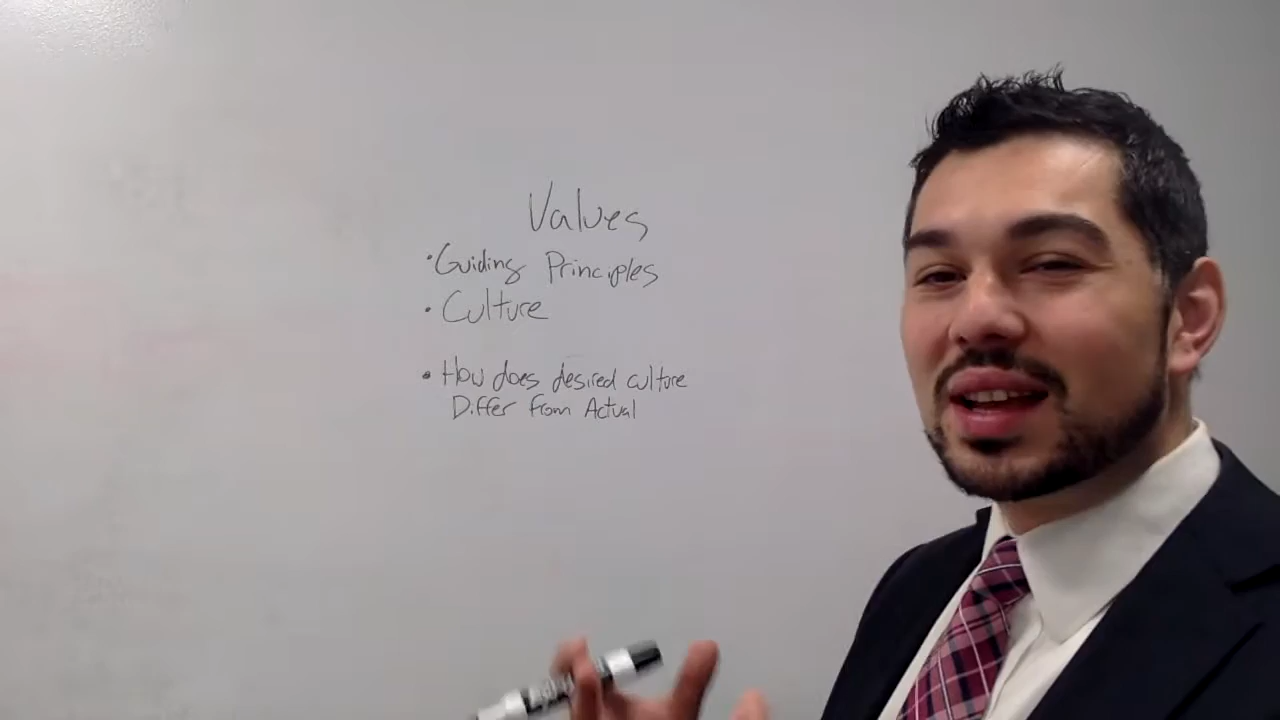 Values
• Guiding Principles
• Culture
• How does desired culture
Differ from Actual